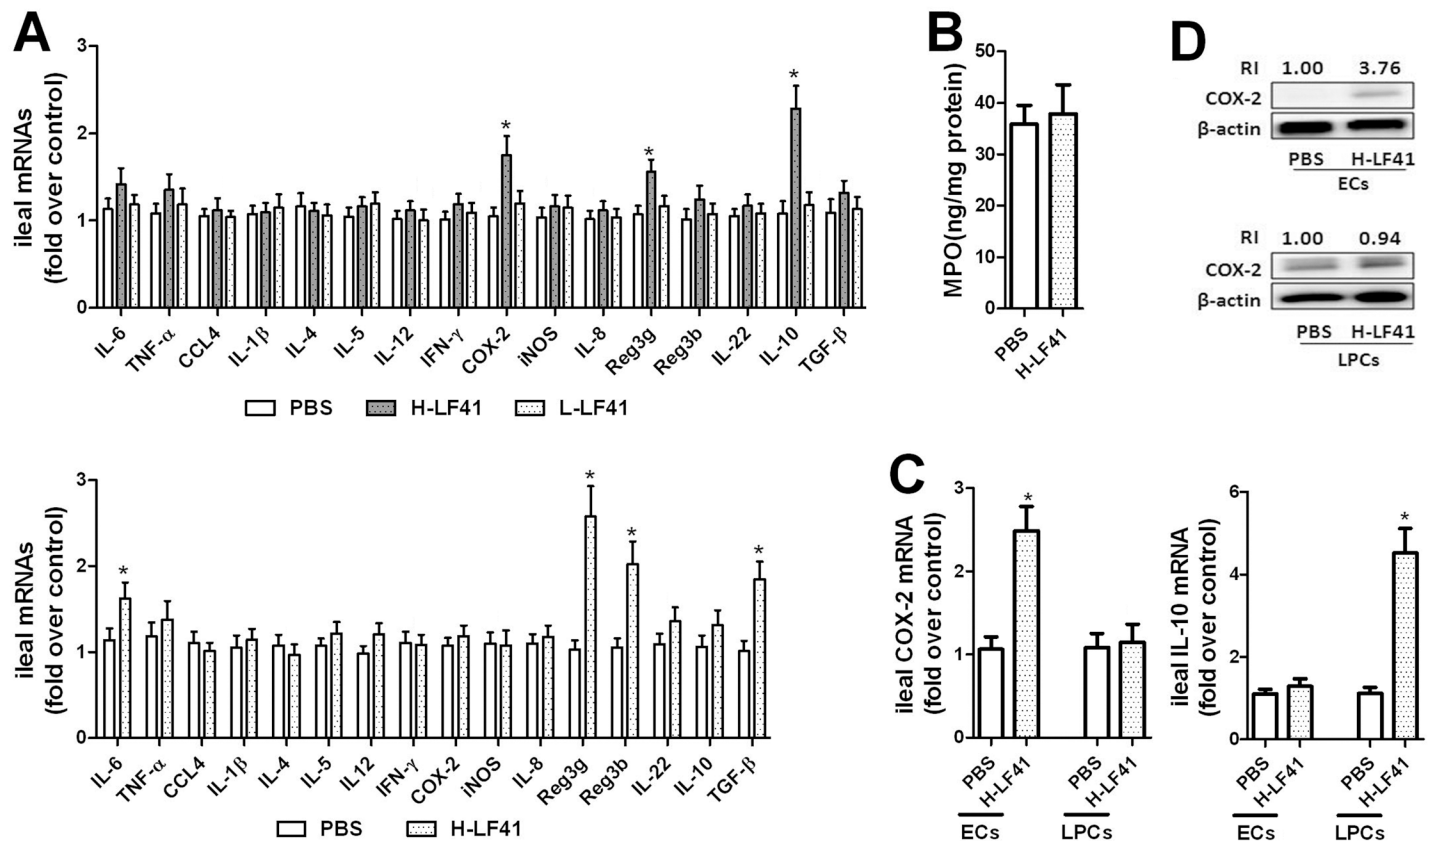 A
ileal mRNAs
(fold over control)
3
2
1
0
* * * *
IL-6 TNF-α CCL4 IL-1β IL-4 IL-5 IL-12 IFN-γ COX-2 iNOS IL-8 Reg3g Reg3b IL-22 IL-10 TGF-β
PBS H-LF41 L-LF41
B
MPO(ng/mg protein)
50
40
30
20
10
0
PBS H-LF41
D
RI 1.00 3.76
COX-2
β-actin
PBS H-LF41
ECs
RI 1.00 0.94
COX-2
β-actin
PBS H-LF41
LPCs
ileal mRNAs
(fold over control)
3
2
1
0
* * * *
IL-6 TNF-α CCL4 IL-1β IL-4 IL-5 IL12 IFN-γ COX-2 iNOS IL-8 Reg3g Reg3b IL-22 IL-10 TGF-β
PBS H-LF41
C
ileal COX-2 mRNA
(fold over control)
3
2
1
0
*
PBS H-LF41 PBS H-LF41
ECs LPCs
ileal IL-10 mRNA
(fold over control)
6
4
2
0
*
PBS H-LF41 PBS H-LF41
ECs LPCs